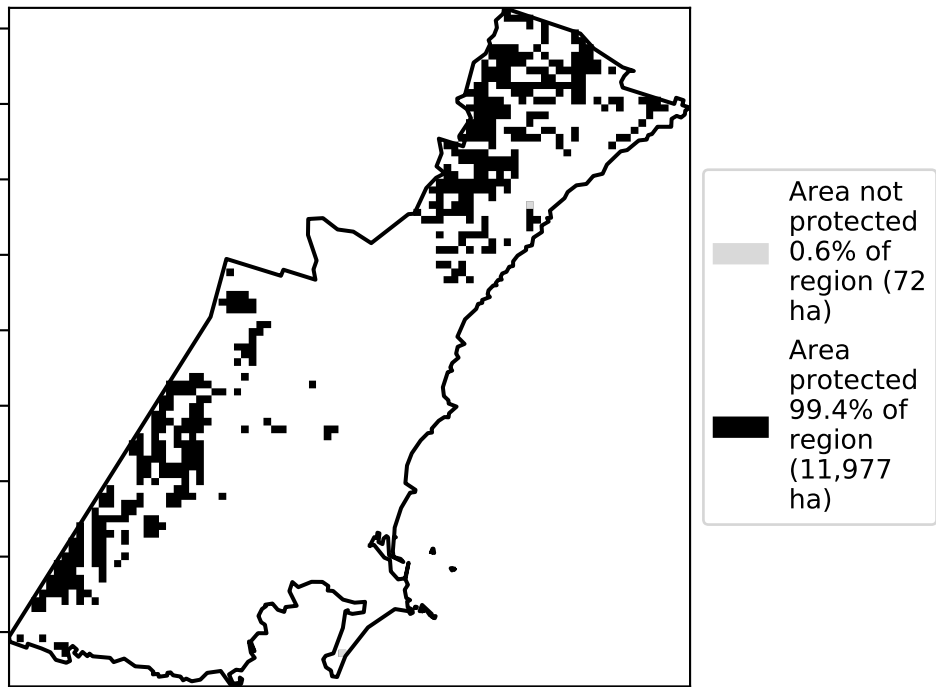 Area not
protected
0.6% of
region (72
ha)
Area
protected
99.4% of
region
(11,977
ha)